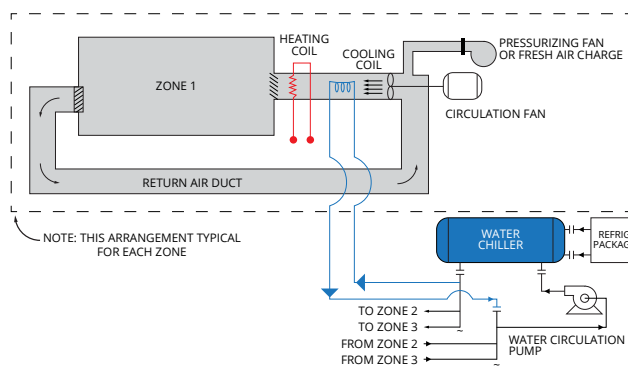 HEATING
COIL
COOLING
COIL
PRESSURIZING FAN
OR FRESH AIR CHARGE
ZONE 1
CIRCULATION FAN
RETURN AIR DUCT
NOTE: THIS ARRANGEMENT TYPICAL
FOR EACH ZONE
WATER
CHILLER
REFRIG
PACKAG
TO ZONE 2
TO ZONE 3
FROM ZONE 2
FROM ZONE 3
WATER CIRCULATION
PUMP